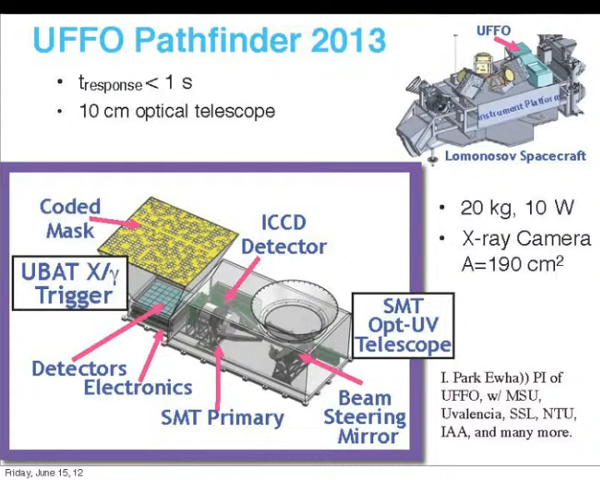 UFFO Pathfinder 2013
• tresponse < 1 s
• 10 cm optical telescope
UFFO
Instrument Platform
Lomonosov Spacecraft
Coded
Mask
ICCD
Detector
UBAT X/γ
Trigger
SMT
Opt-UV
Telescope
Detectors
Electronics
SMT Primary
Beam
Steering
Mirror
• 20 kg, 10 W
• X-ray Camera
A=190 cm2
I. Park Ewha)) PI of
UFFO, w/ MSU,
Uvalencia, SSL, NTU,
IAA, and many more.
Friday, June 15, 12